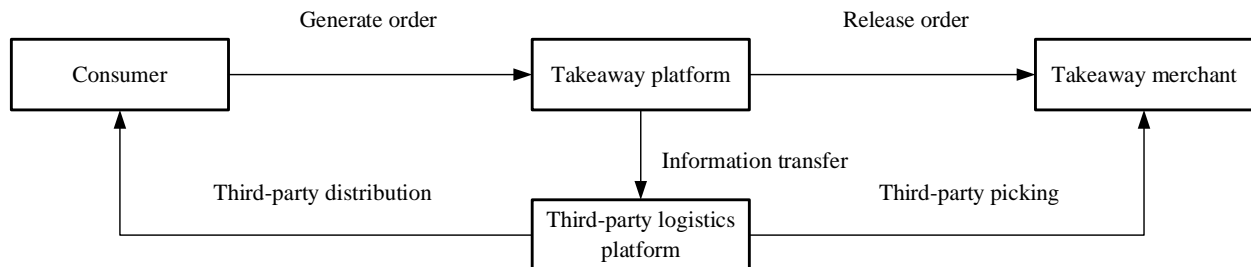 Generate order
Release order
Consumer
Takeaway platform
Takeaway merchant
Information transfer
Third-party distribution
Third-party picking
Third-party logistics
platform